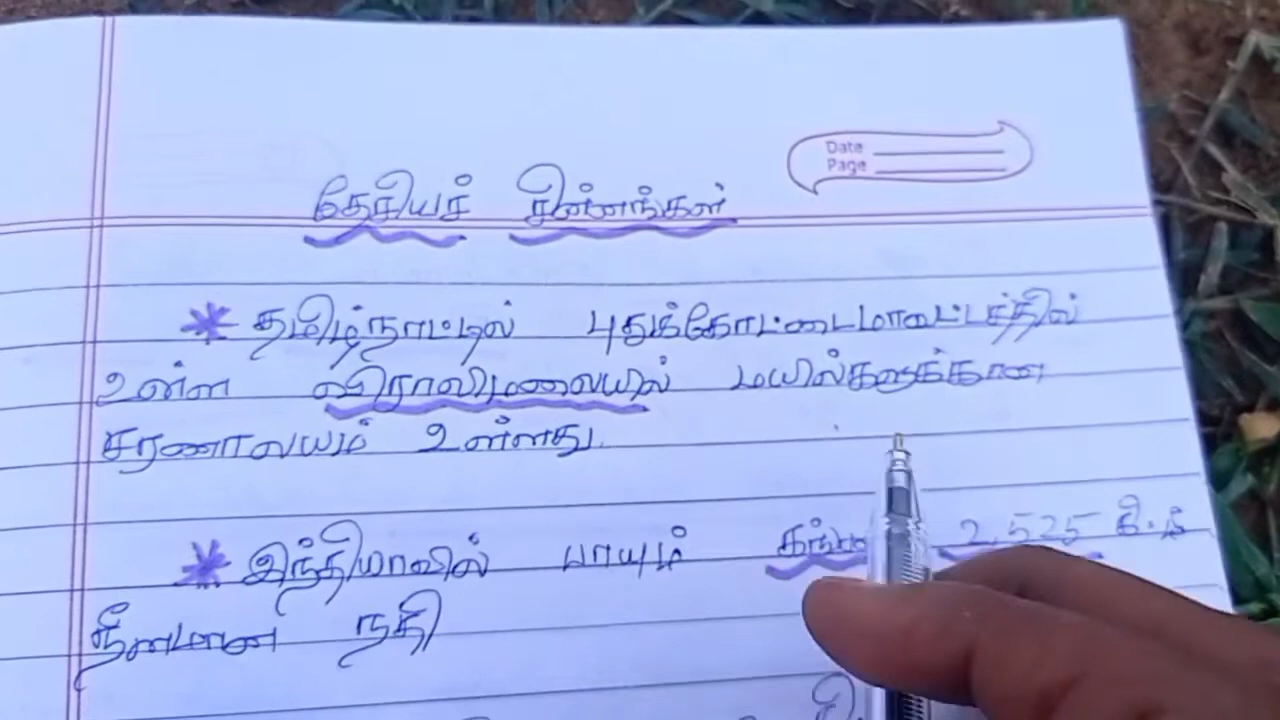 Date
Page
தேசியச் சின்னங்கள்
* தமிழ்நாட்டில் புதுக்கோட்டைமாவட்டத்தில்
உள்ள விராலிமலையில் மயில்களுக்கான
சரணாலயம் உள்ளது.
* இந்தியாவில் பாயும் 2,525 கி.மீ
நீளமான நதி